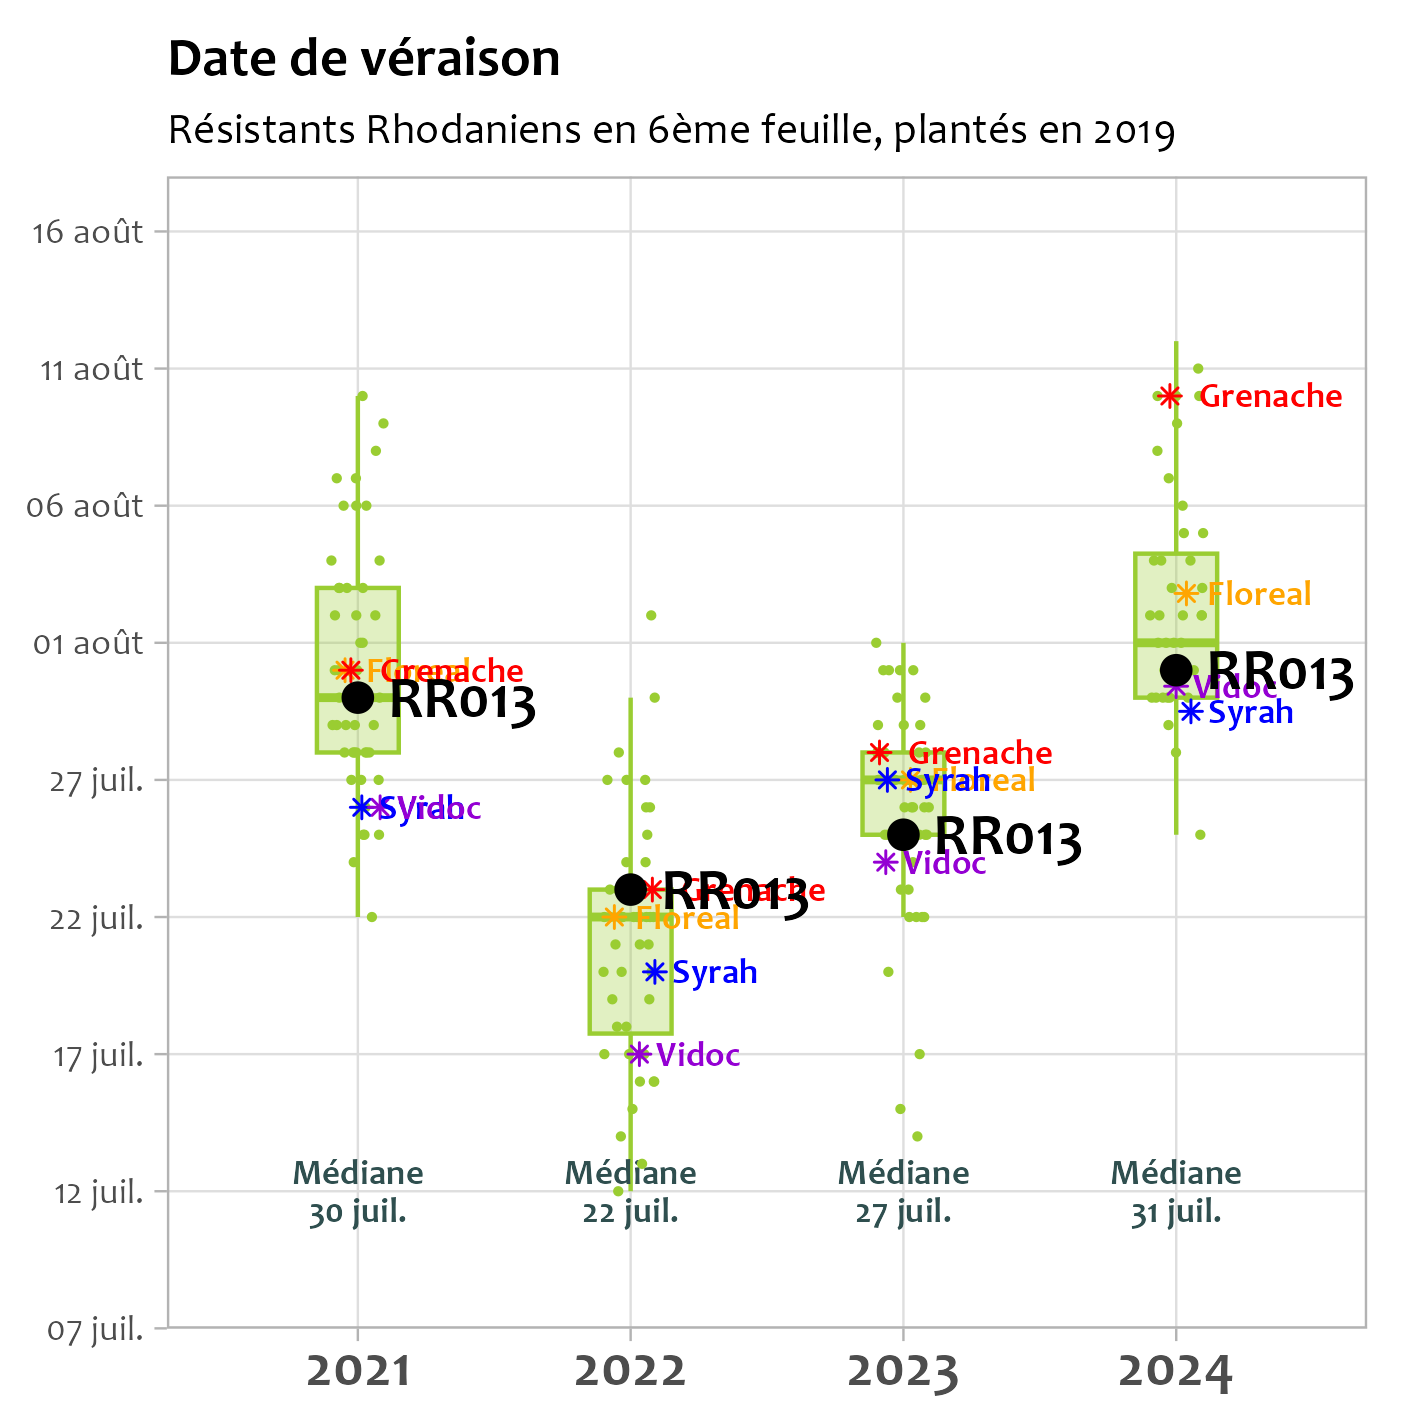 Date de véraison
Résistants Rhodaniens en 6ème feuille, plantés en 2019
16 août
11 août
06 août
01 août
27 juil.
22 juil.
17 juil.
12 juil.
07 juil.
Floreal
Grenache
RR013
Syrah
Vidoc
Médiane
30 juil.
Grenache
RR013
Floreal
Syrah
Vidoc
Médiane
22 juil.
Grenache
Floreal
Syrah
RR013
Vidoc
Médiane
27 juil.
Grenache
Floreal
RR013
Vidoc
Syrah
Médiane
31 juil.
2021
2022
2023
2024